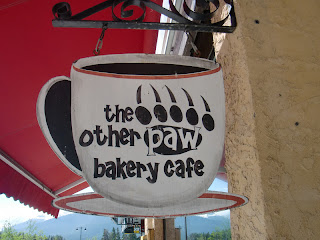 the
other paw
bakery cafe